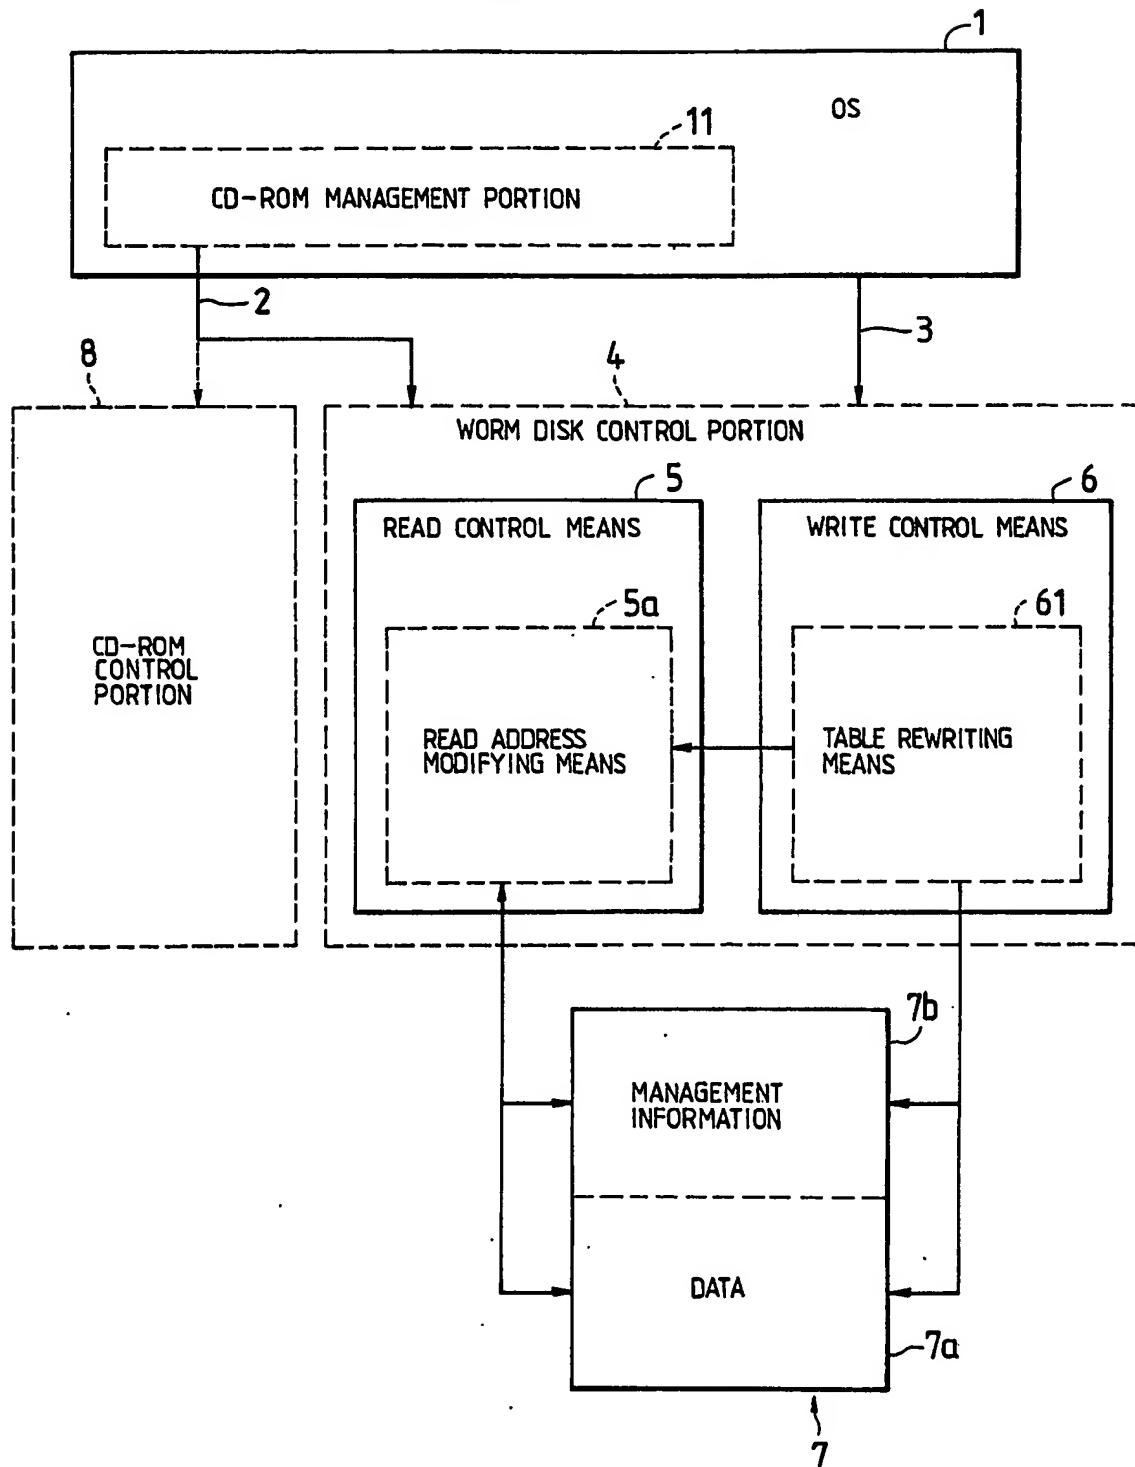 1
OS
11
CD-ROM MANAGEMENT PORTION
2
3
8
4
WORM DISK CONTROL PORTION
5
6
READ CONTROL MEANS
WRITE CONTROL MEANS
5a
61
CD-ROM
CONTROL
PORTION
READ ADDRESS
MODIFYING MEANS
TABLE REWRITING
MEANS
7b
MANAGEMENT
INFORMATION
DATA
7a
7